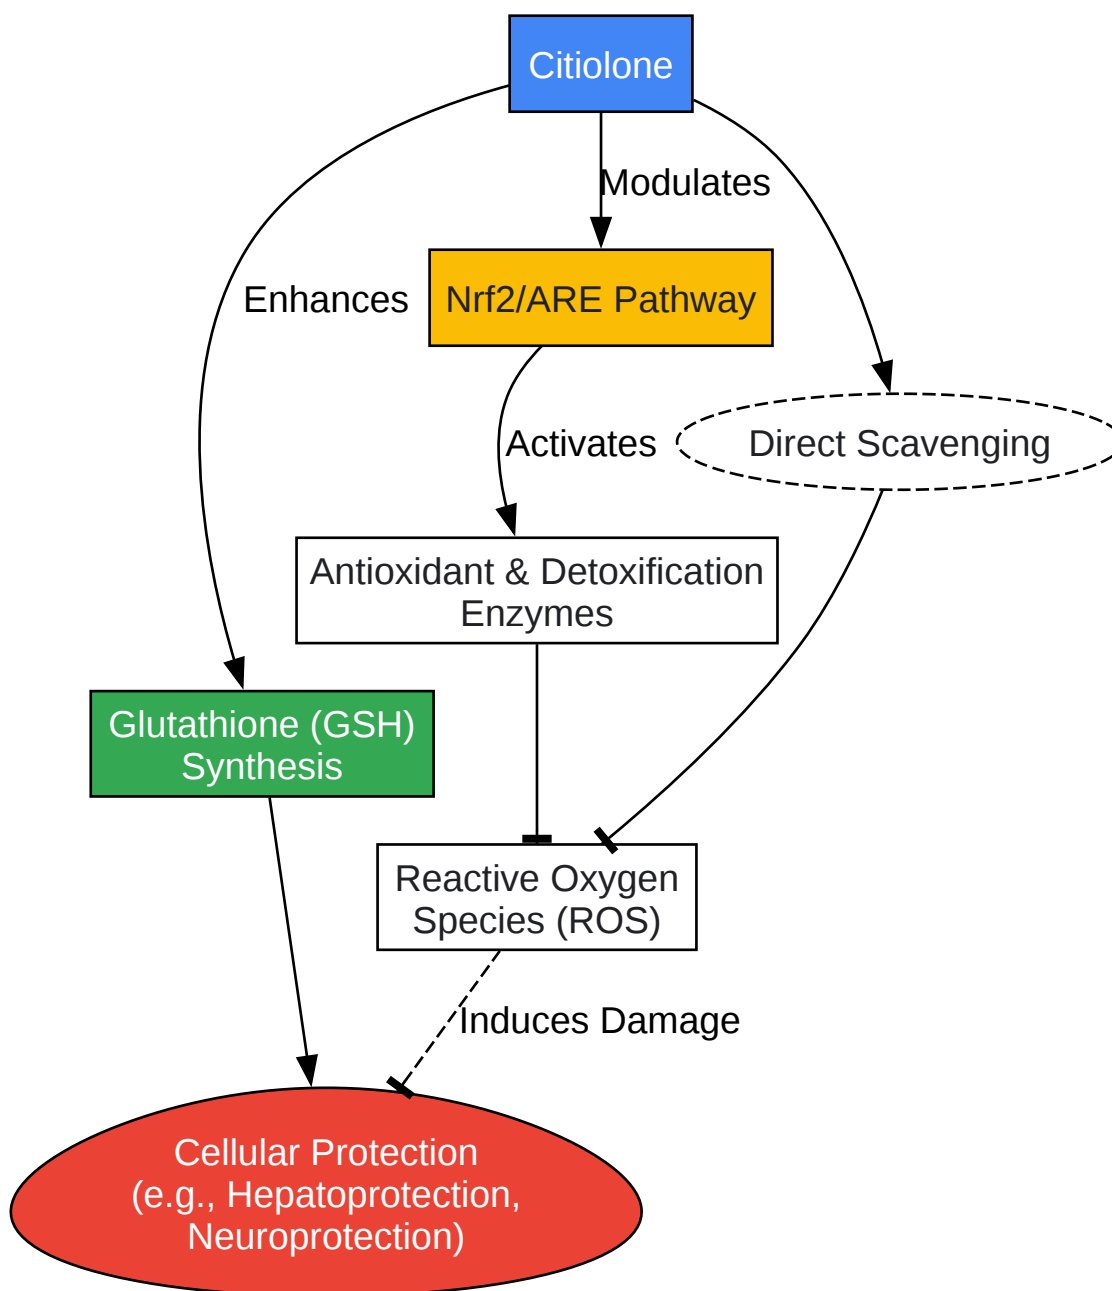 Citiolone
Modulates
Enhances
Nrf2/ARE Pathway
Activates
Direct Scavenging
Antioxidant & Detoxification
Enzymes
Glutathione (GSH)
Synthesis
Reactive Oxygen
Species (ROS)
Induces Damage
Cellular Protection
(e.g., Hepatoprotection,
Neuroprotection)